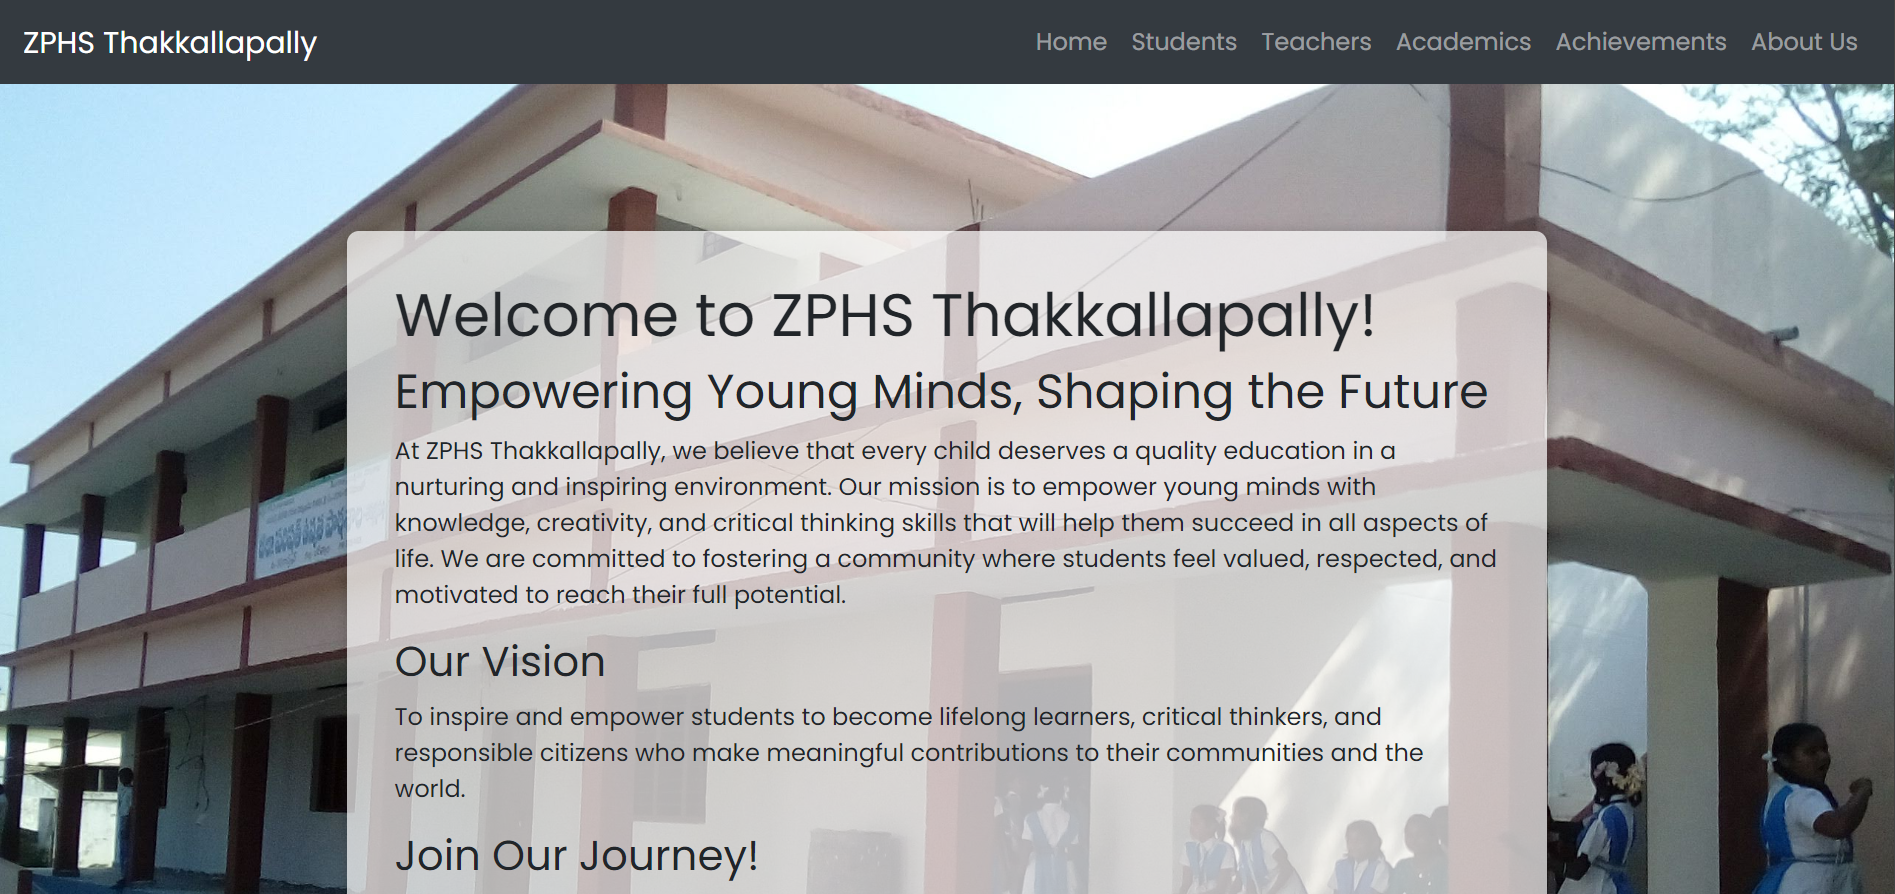 ZPHS Thakkallapally
Home Students Teachers Academics Achievements About Us
Welcome to ZPHS Thakkallapally!
Empowering Young Minds, Shaping the Future
At ZPHS Thakkallapally, we believe that every child deserves a quality education in a
nurturing and inspiring environment. Our mission is to empower young minds with
knowledge, creativity, and critical thinking skills that will help them succeed in all aspects of
life. We are committed to fostering a community where students feel valued, respected, and
motivated to reach their full potential.
Our Vision
To inspire and empower students to become lifelong learners, critical thinkers, and
responsible citizens who make meaningful contributions to their communities and the
world.
Join Our Journey!